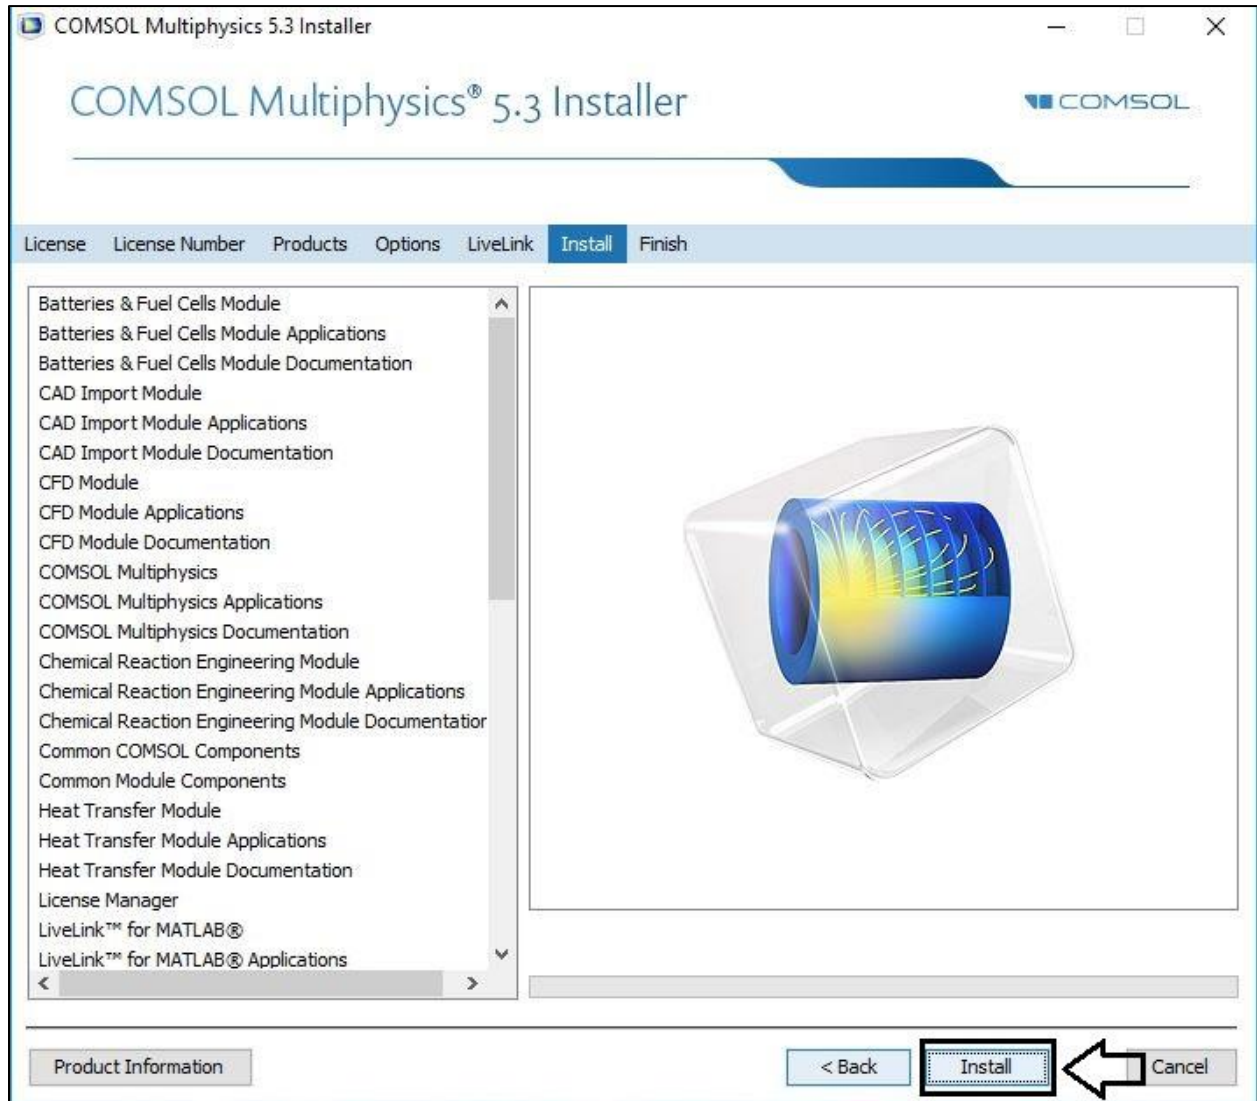 COMSOL Multiphysics 5.3 Installer
COMSOL Multiphysics® 5.3 Installer
COMSOL
License License Number Products Options LiveLink Install Finish
Batteries & Fuel Cells Module
Batteries & Fuel Cells Module Applications
Batteries & Fuel Cells Module Documentation
CAD Import Module
CAD Import Module Applications
CAD Import Module Documentation
CFD Module
CFD Module Applications
CFD Module Documentation
COMSOL Multiphysics
COMSOL Multiphysics Applications
COMSOL Multiphysics Documentation
Chemical Reaction Engineering Module
Chemical Reaction Engineering Module Applications
Chemical Reaction Engineering Module Documentatior
Common COMSOL Components
Common Module Components
Heat Transfer Module
Heat Transfer Module Applications
Heat Transfer Module Documentation
License Manager
LiveLink™ for MATLAB®
LiveLink™ for MATLAB® Applications
Product Information < Back Install Cancel